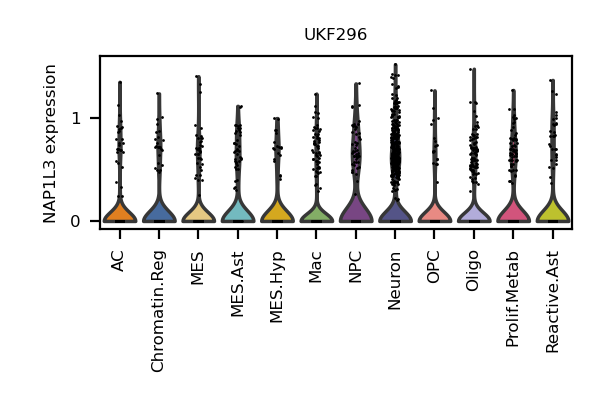 UKF296
NAP1L3 expression
1
0
AC
Chromatin.Reg
MES
MES.Ast
MES.Hyp
Mac
NPC
Neuron
OPC
Oligo
Prolif.Metab
Reactive.Ast